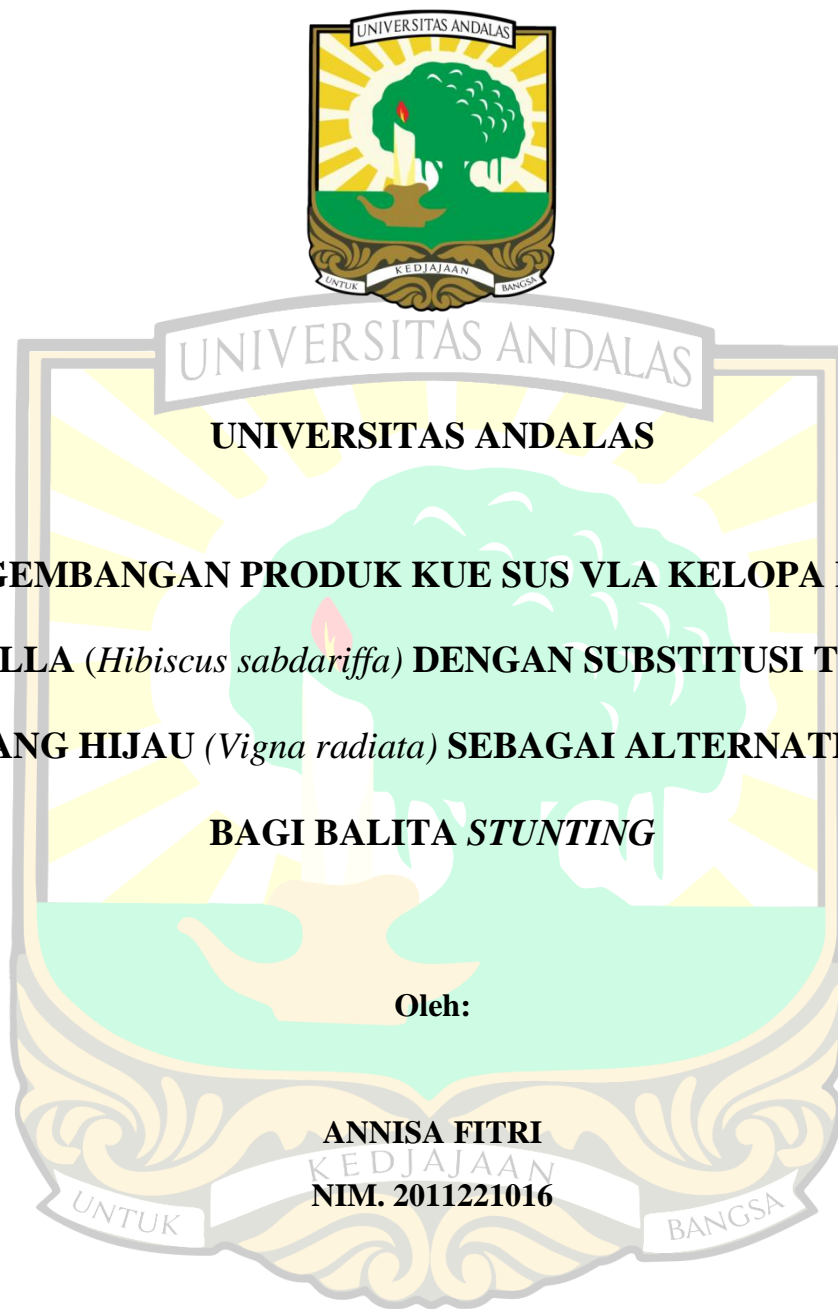 UNIVERSITAS ANDALAS
UNTUK KEDJAJAAN BANGSA
UNIVERSITAS ANDALAS
UNIVERSITAS ANDALAS
GEMBANGAN PRODUK KUE SUS VLA KELOPA
LLA (Hibiscus sabdariffa) DENGAN SUBSTITUSI T
ANG HIJAU (Vigna radiata) SEBAGAI ALTERNATI
BAGI BALITA STUNTING
Oleh:
ANNISA FITRI
NIM. 2011221016
UNTUK KEDJAJAAN BANGSA